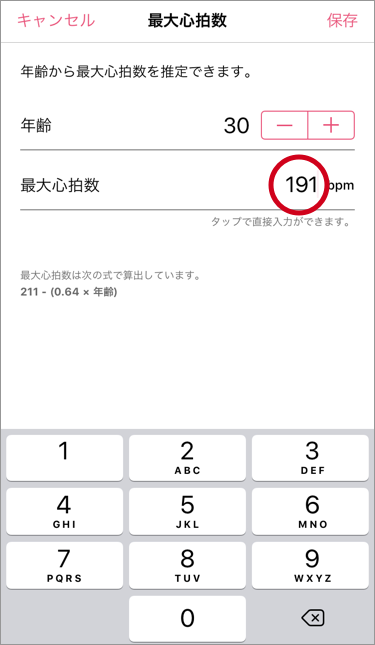 キャンセル 最大心拍数 保存
年齢から最大心拍数を推定できます。
年齢 30 − +
最大心拍数 191 bpm
タップで直接入力ができます。
最大心拍数は次の式で算出しています。
211 - (0.64 × 年齢)
1 2 3
ABC DEF
4 5 6
GHI JKL MNO
7 8 9
PQRS TUV WXYZ
0